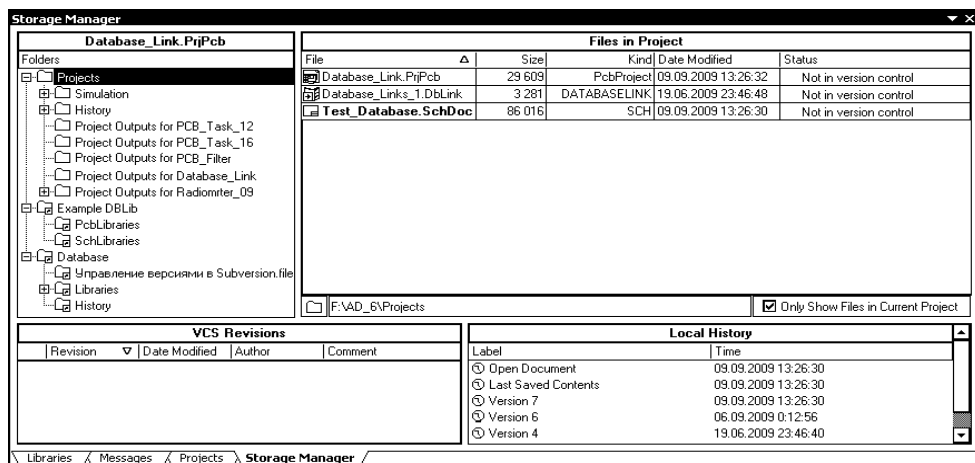 Storage Manager
Database_Link.PrjPcb
Folders
Projects
Simulation
History
Project Outputs for PCB_Task_12
Project Outputs for PCB_Task_16
Project Outputs for PCB_Filter
Project Outputs for Database_Link
Project Outputs for Radiomrter_09
Example DBLib
PcbLibraries
SchLibraries
Database
Управление версиями в Subversion.file
Libraries
History
Files in Project
File Size Kind Date Modified Status
Database_Link.PrjPcb 29 609 PcbProject 09.09.2009 13:26:32 Not in version control
Database_Links_1.DbLink 3 281 DATABASELINK 19.06.2009 23:46:48 Not in version control
Test_Database.SchDoc 86 016 SCH 09.09.2009 13:26:30 Not in version control
F:\AD_6\Projects Only Show Files in Current Project
VCS Revisions
Revision Date Modified Author Comment
Local History
Label Time
Open Document 09.09.2009 13:26:30
Last Saved Contents 09.09.2009 13:26:30
Version 7 09.09.2009 13:26:30
Version 6 06.09.2009 0:12:56
Version 4 19.06.2009 23:46:40
Libraries Messages Projects Storage Manager